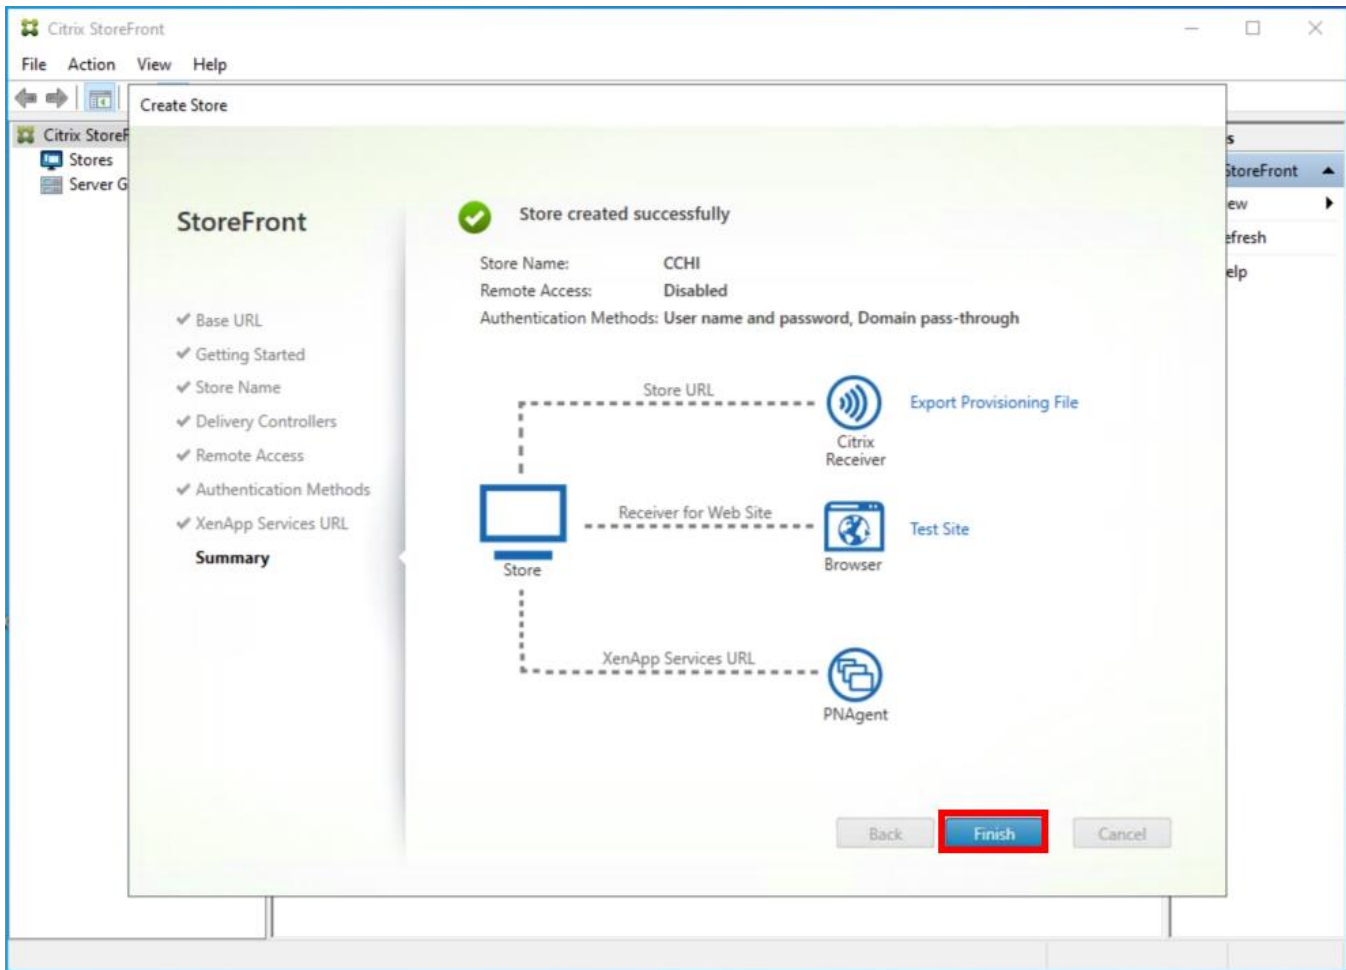 Citrix StoreFront
File Action View Help
Create Store
Citrix StoreF
Stores
Server G
s
StoreFront
ew
efresh
elp
StoreFront
Base URL
Getting Started
Store Name
Delivery Controllers
Remote Access
Authentication Methods
XenApp Services URL
Summary
Store created successfully
Store Name: CCHI
Remote Access: Disabled
Authentication Methods: User name and password, Domain pass-through
Store URL
Citrix
Receiver
Export Provisioning File
Receiver for Web Site
Store
Browser
Test Site
XenApp Services URL
PNAgent
Back Finish Cancel